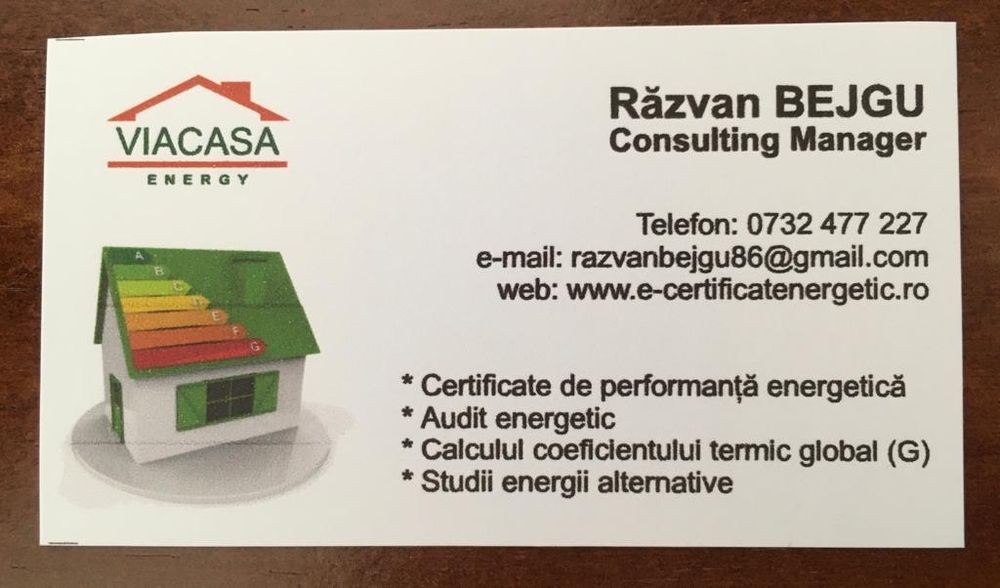 VIACASA
ENERGY
Răzvan BEJGU
Consulting Manager
Telefon: 0732 477 227
e-mail: razvanbejgu86@gmail.com
web: www.e-certificatenergetic.ro
A
B
C
D
E
F
G
* Certificate de performanță energetică
* Audit energetic
* Calculul coeficientului termic global (G)
* Studii energii alternative